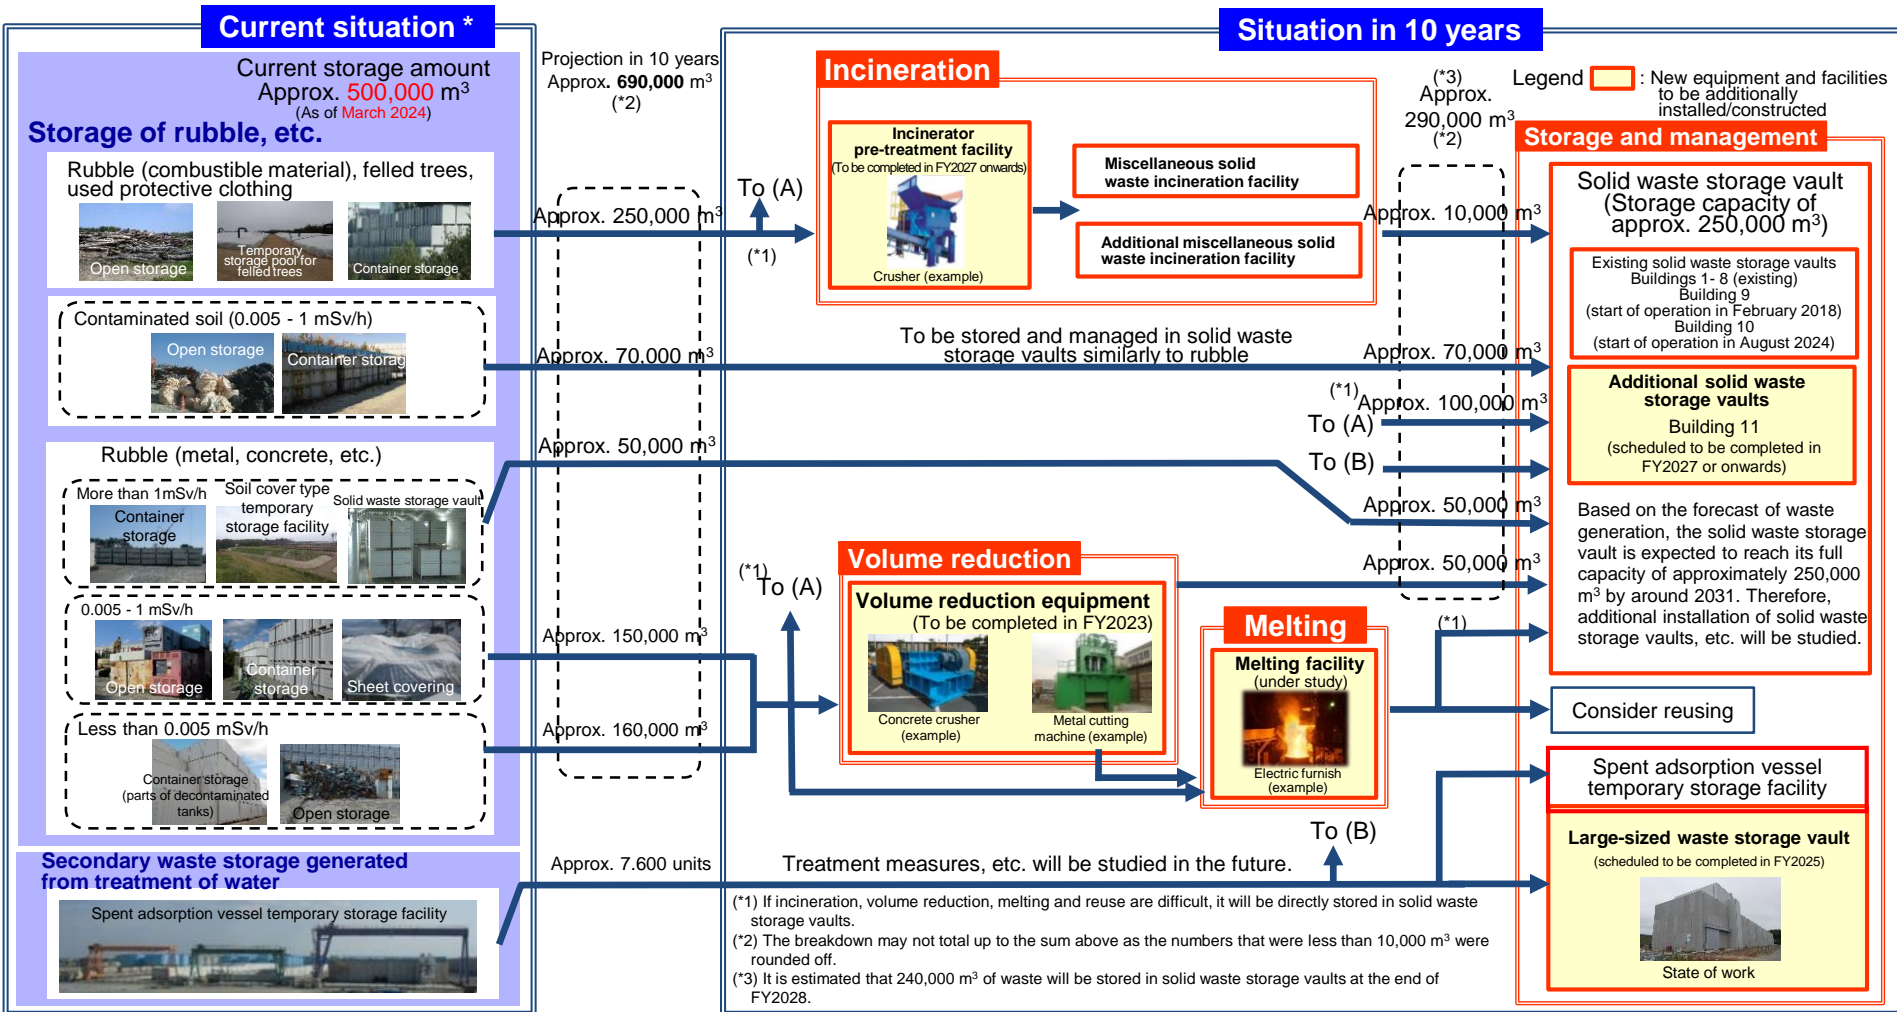 Current situation *
Current storage amount
Approx. 500,000 m³
(As of March 2024)
Storage of rubble, etc.
Rubble (combustible material), felled trees,
used protective clothing
Open storage
Temporary
storage pool for
felled trees
Container storage
Contaminated soil (0.005 - 1 mSv/h)
Open storage
Container storag
Rubble (metal, concrete, etc.)
More than 1mSv/h
Container
storage
Soil cover type
temporary
storage facility
Solid waste storage vault
0.005 - 1 mSv/h
Open storage
Container
storage
Sheet covering
Less than 0.005 mSv/h
Container storage
(parts of decontaminated
tanks)
Open storage
Secondary waste storage generated
from treatment of water
Spent adsorption vessel temporary storage facility
Projection in 10 years
Approx. 690,000 m³
(*2)
Approx. 250,000 m³
Approx. 70,000 m³
Approx. 50,000 m³
Approx. 150,000 m³
Approx. 160,000 m³
Approx. 7.600 units
Situation in 10 years
Incineration
To (A)
(*1)
Incinerator
pre-treatment facility
(To be completed in FY2027 onwards)
Crusher (example)
Miscellaneous solid
waste incineration facility
Additional miscellaneous solid
waste incineration facility
To be stored and managed in solid waste
storage vaults similarly to rubble
(*1)
To (A)
Volume reduction
Volume reduction equipment
(To be completed in FY2023)
Concrete crusher
(example)
Metal cutting
machine (example)
Melting
Melting facility
(under study)
Electric furnish
(example)
To (B)
Treatment measures, etc. will be studied in the future.
(*3)
Approx.
290,000 m³
(*2)
Approx. 10,000 m³
Approx. 70,000 m³
(*1)
Approx. 100,000 m³
To (A)
To (B)
Approx. 50,000 m³
Approx. 50,000 m³
(*1)
Legend
: New equipment and facilities
to be additionally
installed/constructed
Storage and management
Solid waste storage vault
(Storage capacity of
approx. 250,000 m³)
Existing solid waste storage vaults
Buildings 1- 8 (existing)
Building 9
(start of operation in February 2018)
Building 10
(start of operation in August 2024)
Additional solid waste
storage vaults
Building 11
(scheduled to be completed in
FY2027 or onwards)
Based on the forecast of waste
generation, the solid waste storage
vault is expected to reach its full
capacity of approximately 250,000
m³ by around 2031. Therefore,
additional installation of solid waste
storage vaults, etc. will be studied.
Consider reusing
Spent adsorption vessel
temporary storage facility
Large-sized waste storage vault
(scheduled to be completed in FY2025)
State of work
(*1) If incineration, volume reduction, melting and reuse are difficult, it will be directly stored in solid waste
storage vaults.
(*2) The breakdown may not total up to the sum above as the numbers that were less than 10,000 m³ were
rounded off.
(*3) It is estimated that 240,000 m³ of waste will be stored in solid waste storage vaults at the end of
FY2028.